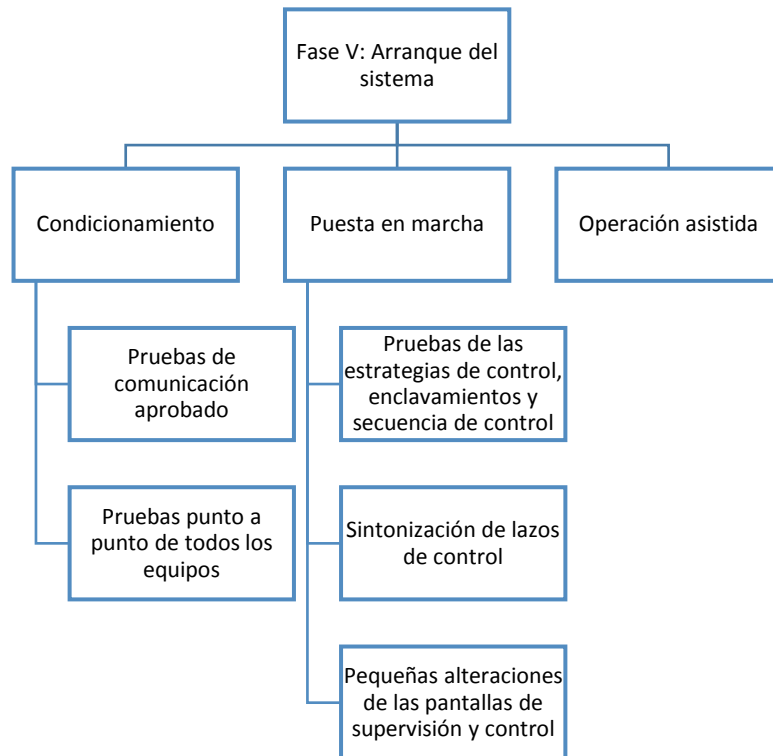 Fase V: Arranque del
sistema
Condicionamiento
Puesta en marcha
Operación asistida
Pruebas de
comunicación
aprobado
Pruebas de las
estrategias de control,
enclavamientos y
secuencia de control
Pruebas punto a
punto de todos los
equipos
Sintonización de lazos
de control
Pequeñas alteraciones
de las pantallas de
supervisión y control